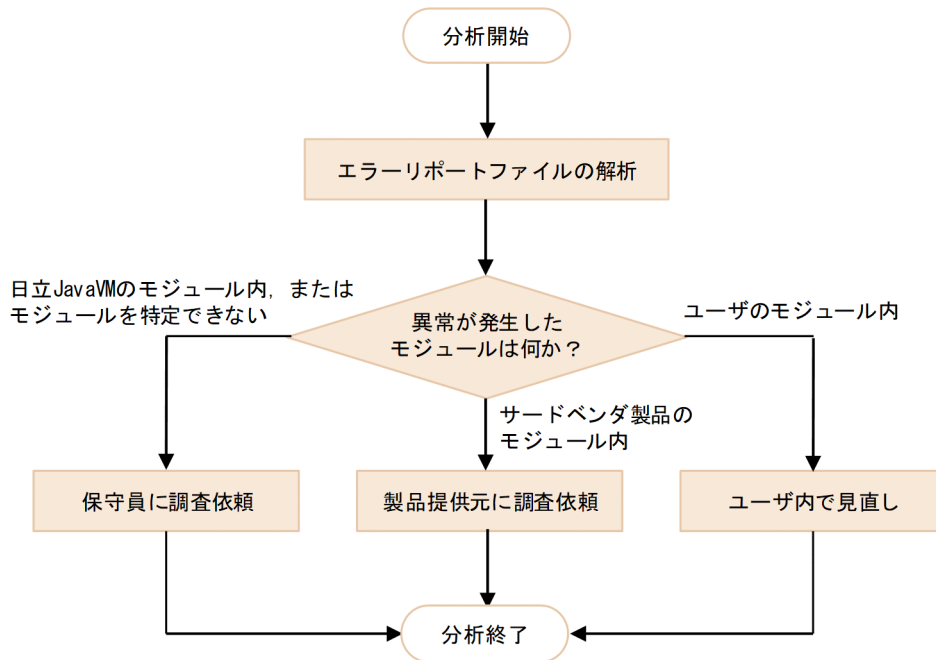 分析開始
エラーリポートファイルの解析
日立JavaVMのモジュール内，または
モジュールを特定できない
異常が発生した
モジュールは何か？
ユーザのモジュール内
サードベンダ製品の
モジュール内
保守員に調査依頼
製品提供元に調査依頼
ユーザ内で見直し
分析終了